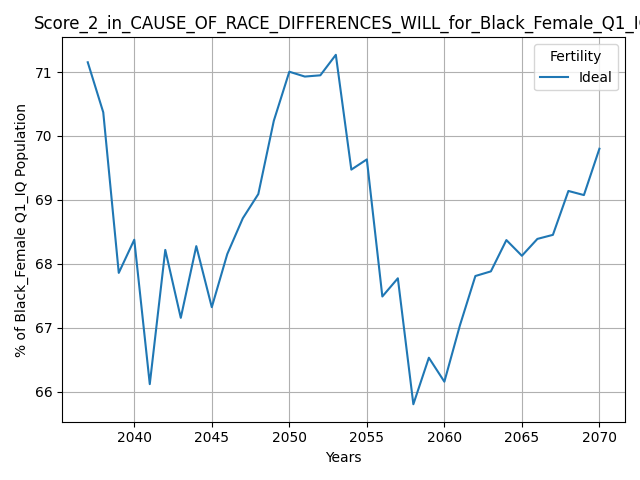 Score_2_in_CAUSE_OF_RACE_DIFFERENCES_WILL_for_Black_Female_Q1_IQ
Fertility
Ideal
% of Black_Female Q1_IQ Population
71
70
69
68
67
66
2040
2045
2050
2055
2060
2065
2070
Years